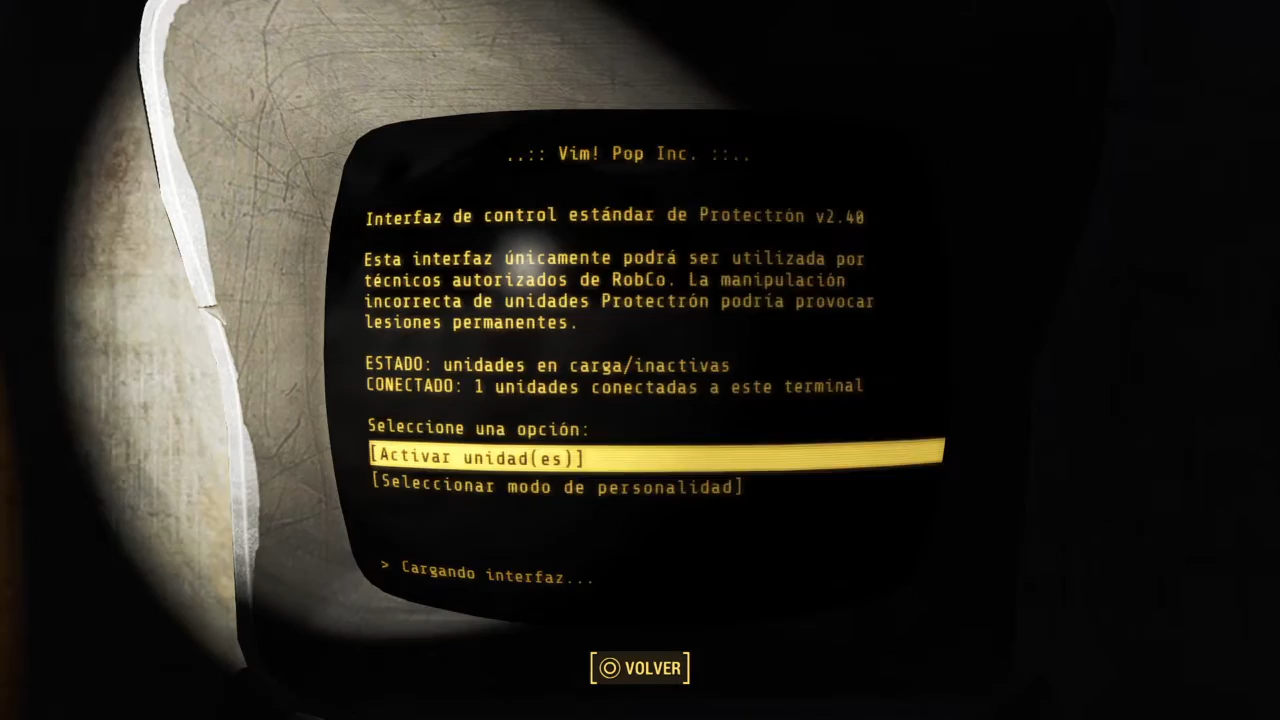 ..:: Vim! Pop Inc. ::..
Interfaz de control estándar de Protectrón v2.40
Esta interfaz únicamente podrá ser utilizada por
técnicos autorizados de RobCo. La manipulación
incorrecta de unidades Protectrón podría provocar
lesiones permanentes.
ESTADO: unidades en carga/inactivas
CONECTADO: 1 unidades conectadas a este terminal
Seleccione una opción:
[Activar unidad(es)]
[Seleccionar modo de personalidad]
> Cargando interfaz...
VOLVER